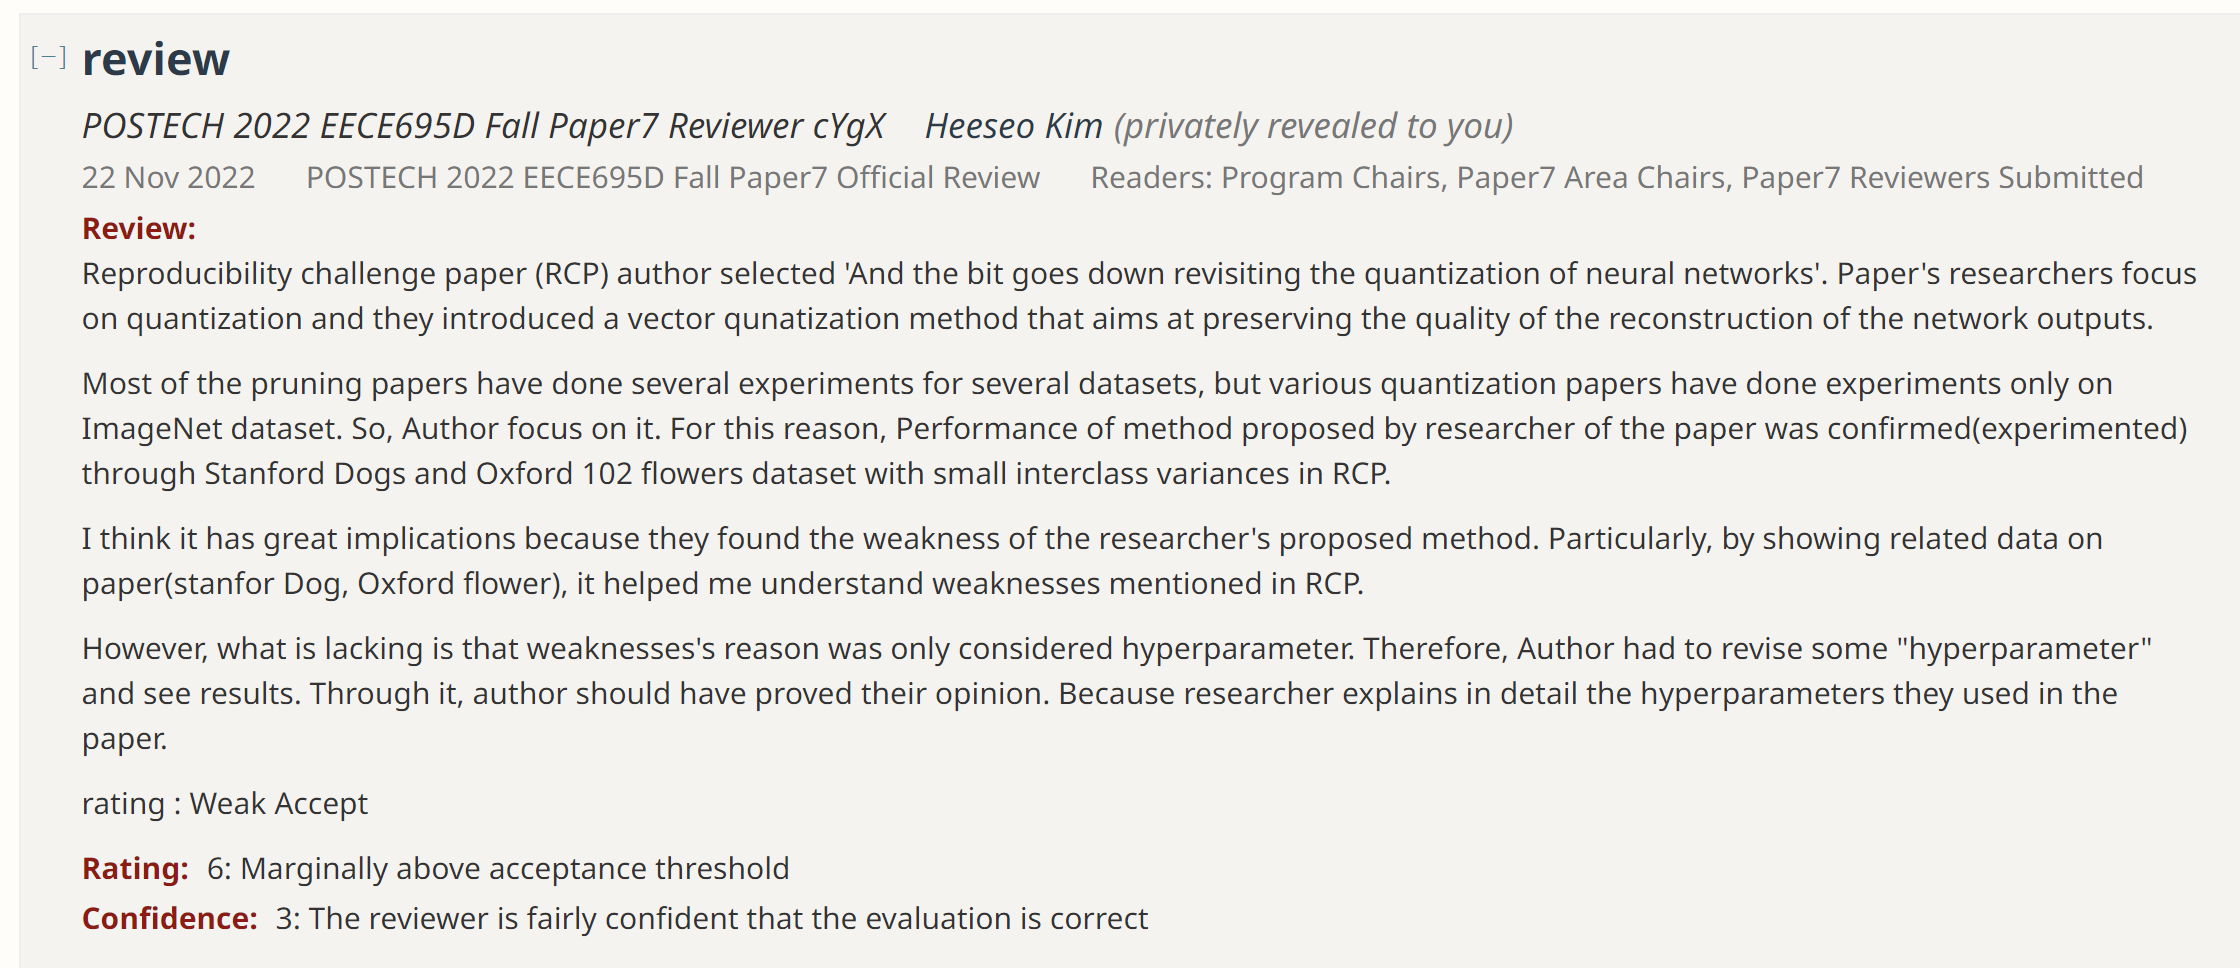 [−] review
POSTECH 2022 EECE695D Fall Paper7 Reviewer cYgX Heeseo Kim (privately revealed to you)
22 Nov 2022 POSTECH 2022 EECE695D Fall Paper7 Official Review Readers: Program Chairs, Paper7 Area Chairs, Paper7 Reviewers Submitted
Review:
Reproducibility challenge paper (RCP) author selected 'And the bit goes down revisiting the quantization of neural networks'. Paper's researchers focus
on quantization and they introduced a vector qunatization method that aims at preserving the quality of the reconstruction of the network outputs.
Most of the pruning papers have done several experiments for several datasets, but various quantization papers have done experiments only on
ImageNet dataset. So, Author focus on it. For this reason, Performance of method proposed by researcher of the paper was confirmed(experimented)
through Stanford Dogs and Oxford 102 flowers dataset with small interclass variances in RCP.
I think it has great implications because they found the weakness of the researcher's proposed method. Particularly, by showing related data on
paper(stanfor Dog, Oxford flower), it helped me understand weaknesses mentioned in RCP.
However, what is lacking is that weaknesses's reason was only considered hyperparameter. Therefore, Author had to revise some "hyperparameter"
and see results. Through it, author should have proved their opinion. Because researcher explains in detail the hyperparameters they used in the
paper.
rating : Weak Accept
Rating: 6: Marginally above acceptance threshold
Confidence: 3: The reviewer is fairly confident that the evaluation is correct